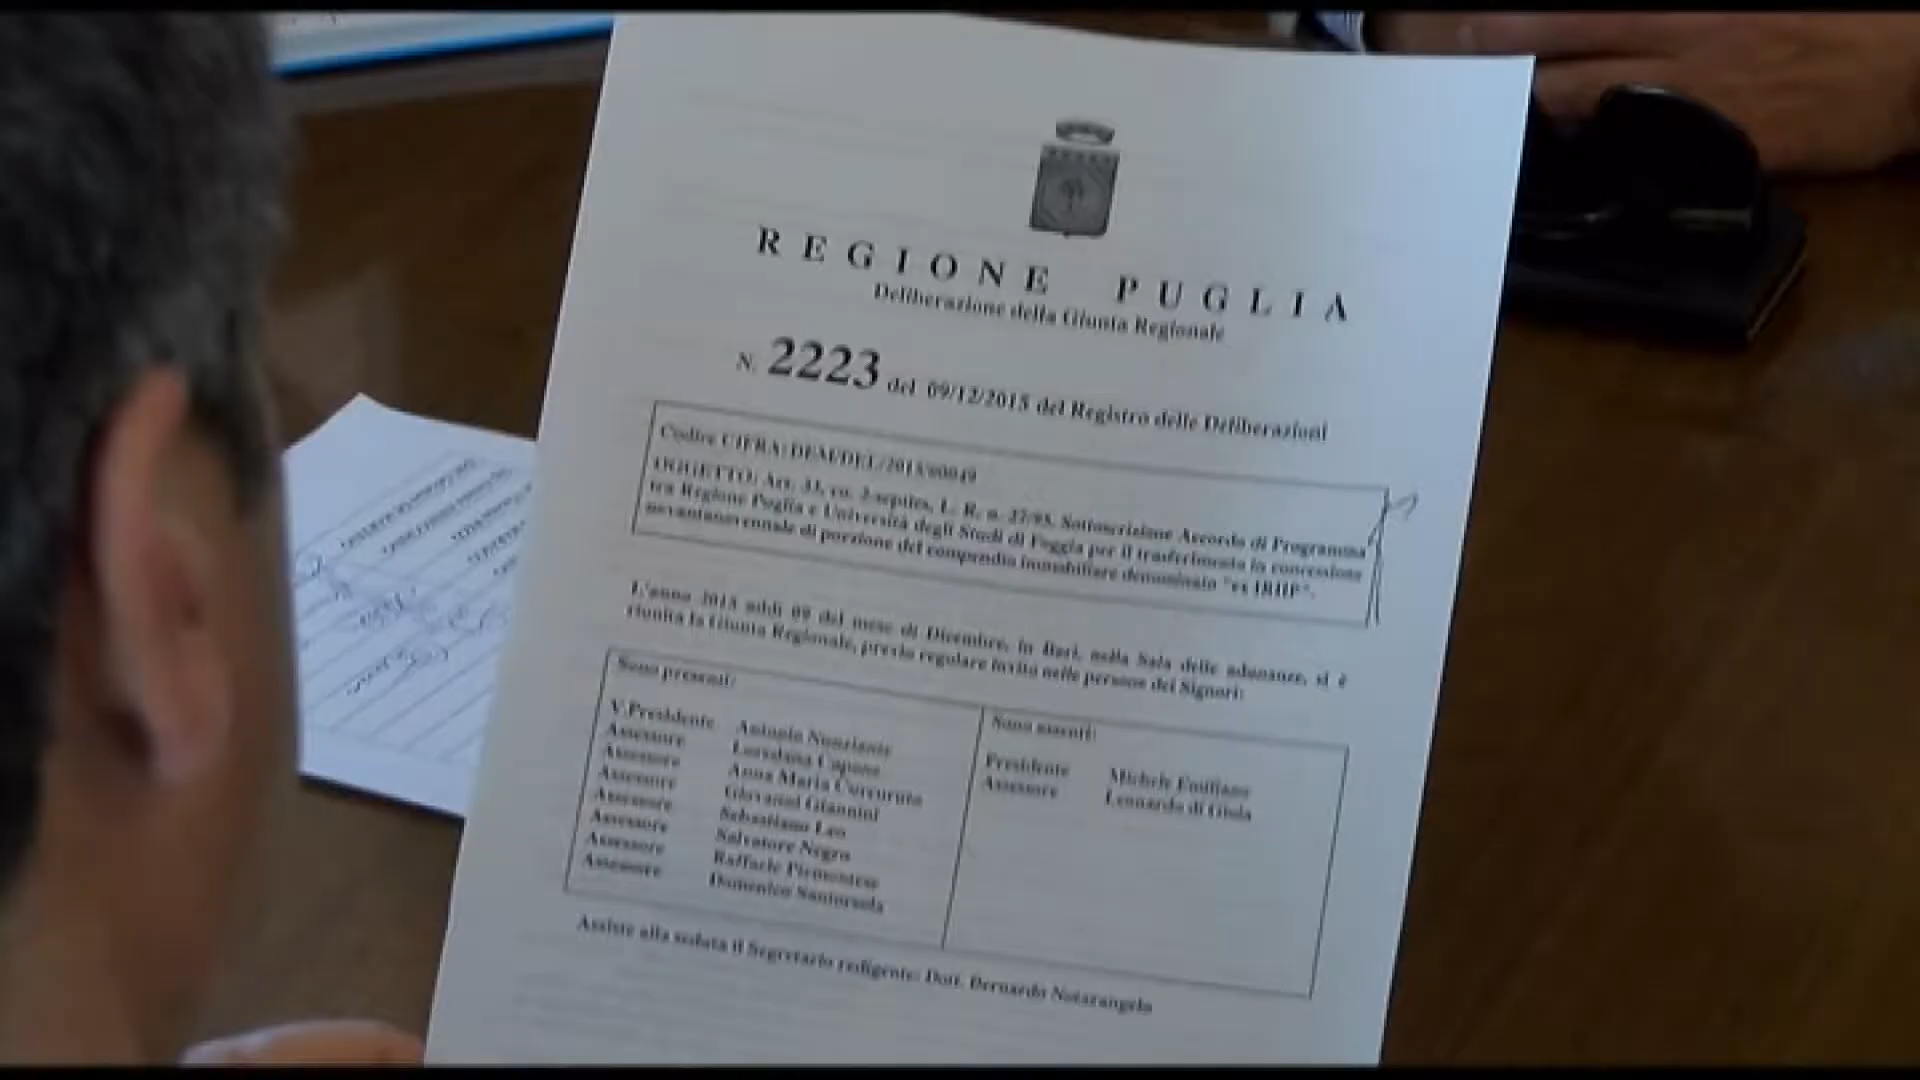 REGIONE PUGLIA
Deliberazione della Giunta Regionale
N. 2223 del 09/12/2015 del Registro delle Deliberazioni
Codice CIFRA: DEM/DEL/2015/00049
OGGETTO: Art. 33, co. 2-septies, L. R. n. 27/95. Sottoscrizione Accordo di Programma
tra Regione Puglia e Università degli Studi di Foggia per il trasferimento in concessione
novantanovennale di porzione del compendio immobiliare denominato "ex IRIIP".
L'anno 2015 addì 09 del mese di Dicembre, in Bari, nella Sala delle adunanze, si è
riunita la Giunta Regionale, previo regolare invito nelle persone dei Signori:
Sono presenti:
V.Presidente Antonio Nunziante
Assessore Loredana Capone
Assessore Anna Maria Curcuruto
Assessore Giovanni Giannini
Assessore Sebastiano Leo
Assessore Salvatore Negro
Assessore Raffaele Piemontese
Assessore Domenico Santorsola
Sono assenti:
Presidente Michele Emiliano
Assessore Leonardo di Gioia
Assiste alla seduta il Segretario redigente: Dott. Bernardo Notarangelo